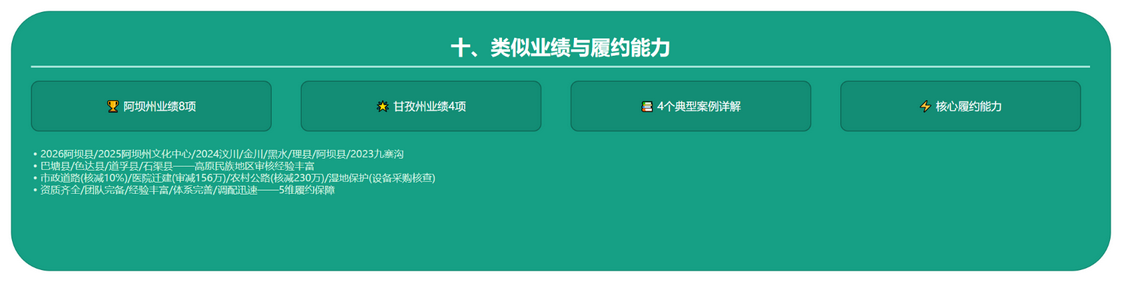 十、类似业绩与履约能力
🏆 阿坝州业绩8项
🌟 甘孜州业绩4项
📚 4个典型案例详解
⚡ 核心履约能力
• 2026阿坝县/2025阿坝州文化中心/2024汶川/金川/黑水/理县/阿坝县/2023九寨沟
• 巴塘县/色达县/道孚县/石渠县——高原民族地区审核经验丰富
• 市政道路(核减10%)/医院迁建(审减156万)/农村公路(核减230万)/湿地保护(设备采购核查)
• 资质齐全/团队完备/经验丰富/体系完善/调配迅速——5维履约保障